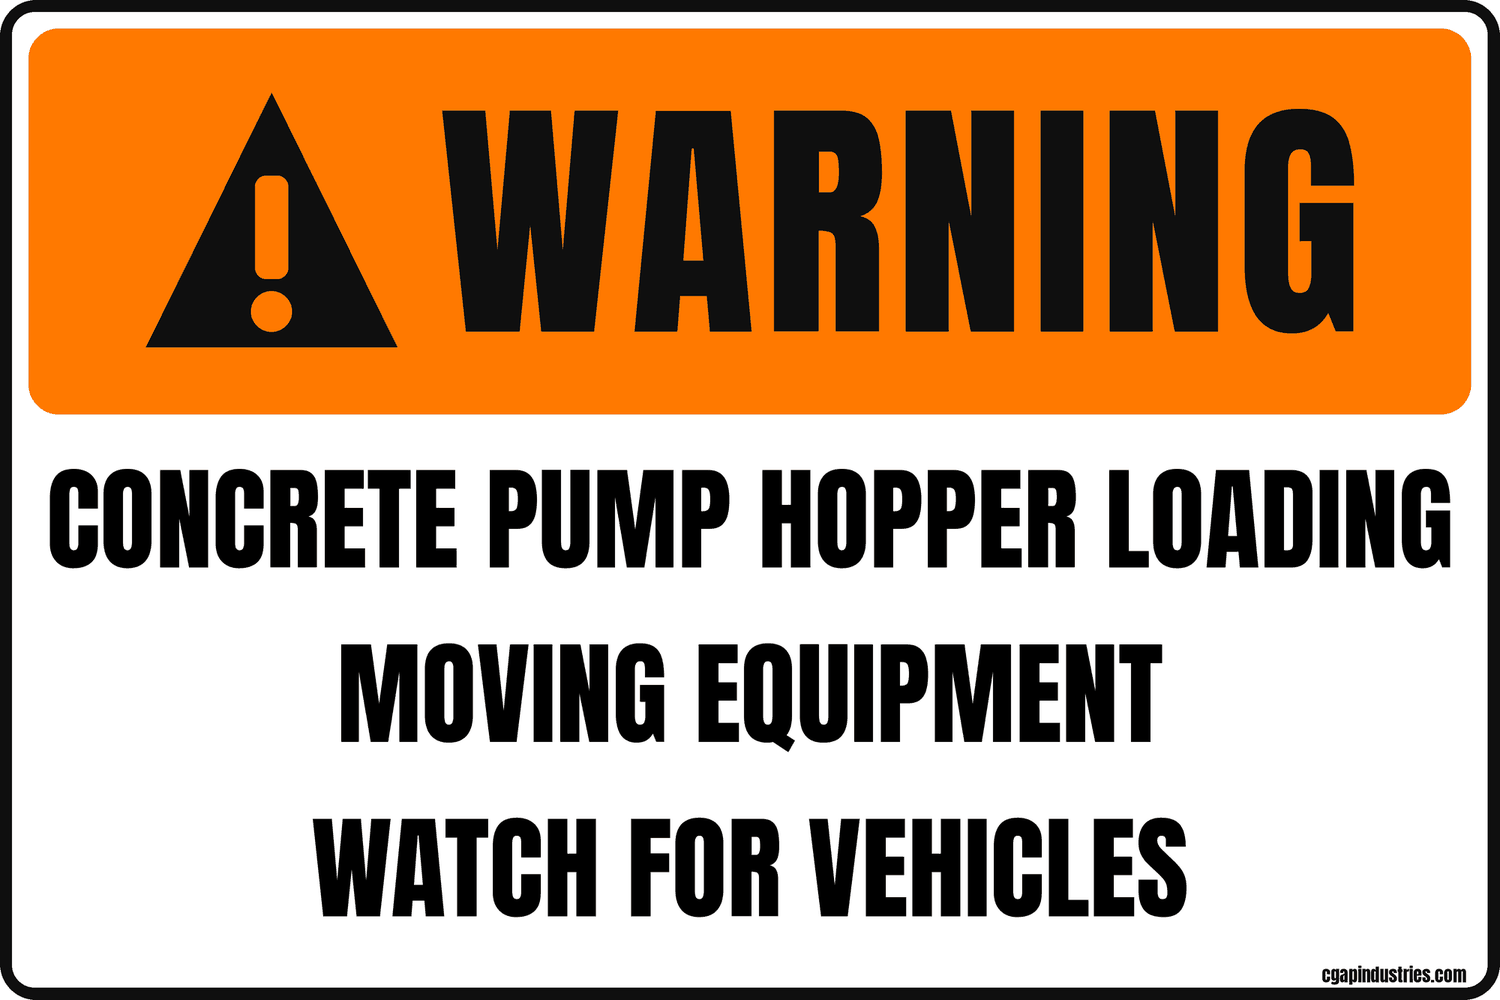 WARNING
CONCRETE PUMP HOPPER LOADING
MOVING EQUIPMENT
WATCH FOR VEHICLES
cgapindustries.com